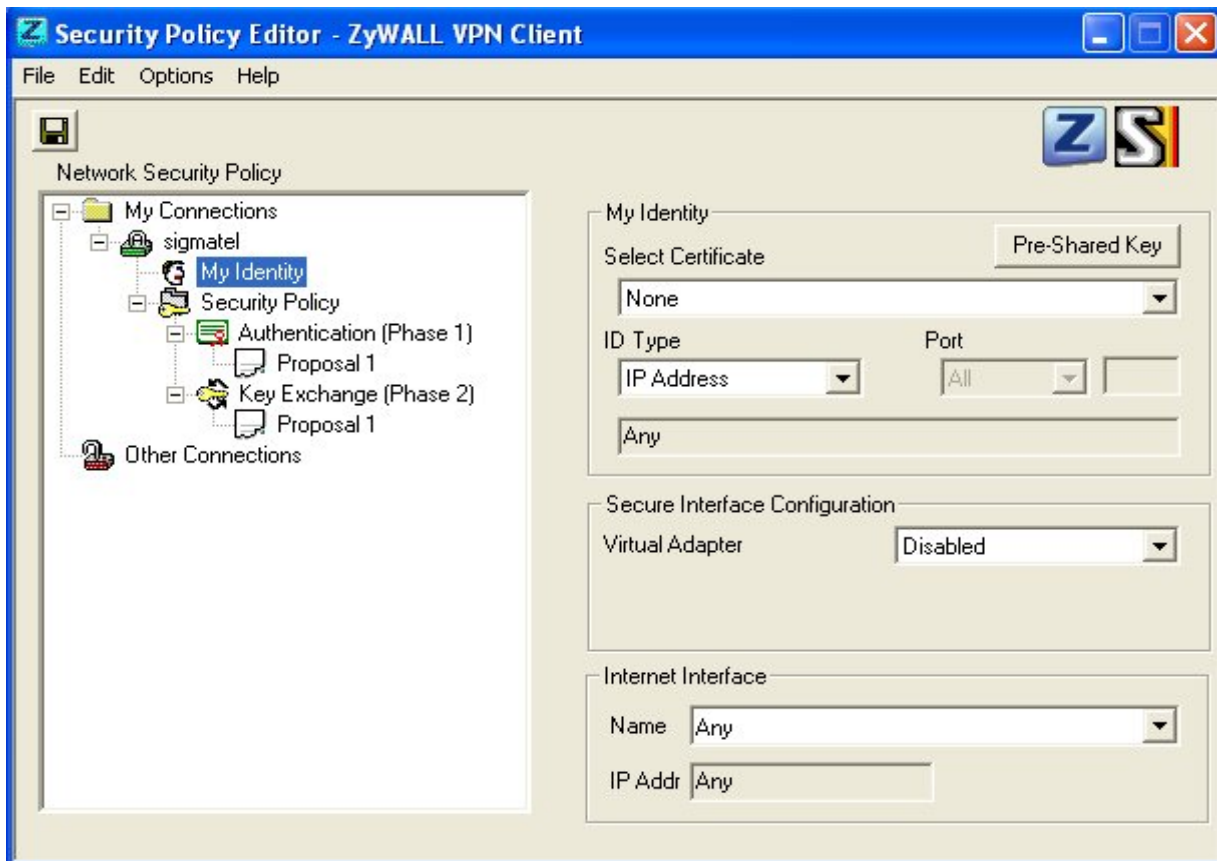 Security Policy Editor - ZyWALL VPN Client
File Edit Options Help
Network Security Policy
My Connections
sigmatel
My Identity
Security Policy
Authentication (Phase 1)
Proposal 1
Key Exchange (Phase 2)
Proposal 1
Other Connections
My Identity
Select Certificate
Pre-Shared Key
None
ID Type Port
IP Address All
Any
Secure Interface Configuration
Virtual Adapter Disabled
Internet Interface
Name Any
IP Addr Any